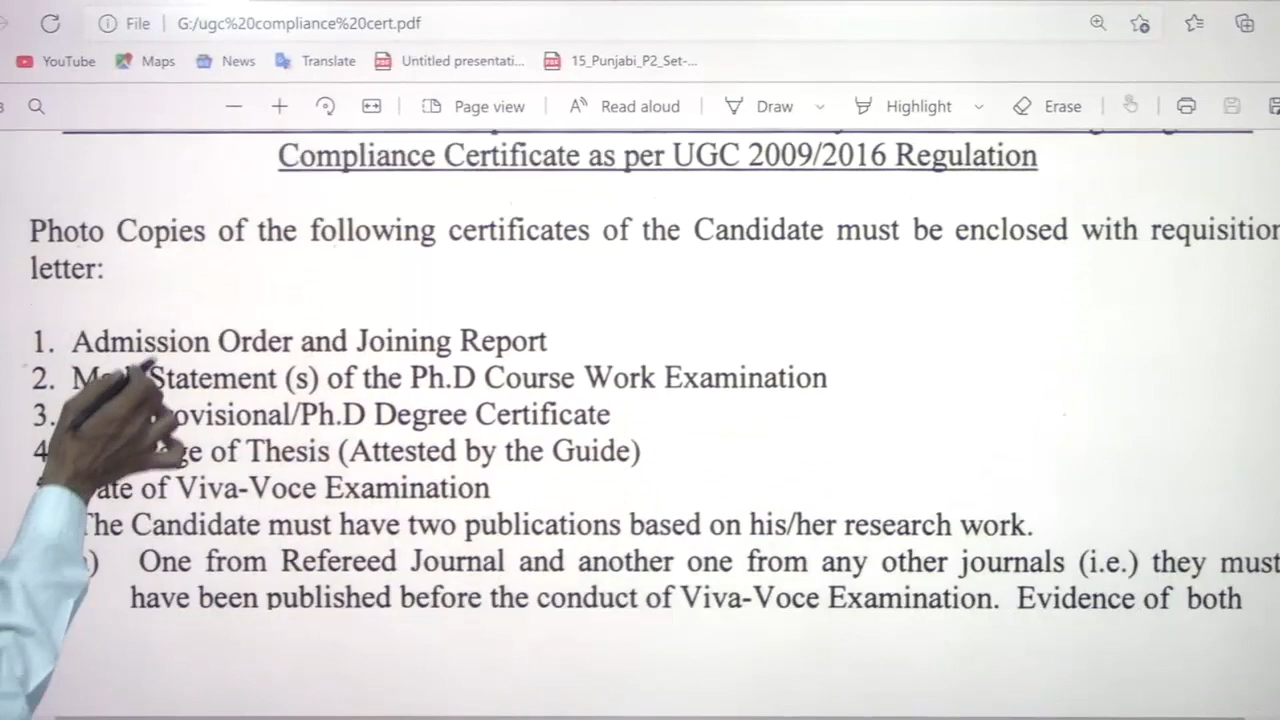 File G:/ugc%20compliance%20cert.pdf
YouTube Maps News Translate Untitled presentati... 15_Punjabi_P2_Set-...
Page view Read aloud Draw Highlight Erase
Compliance Certificate as per UGC 2009/2016 Regulation
Photo Copies of the following certificates of the Candidate must be enclosed with requisition
letter:
1. Admission Order and Joining Report
2. Statement (s) of the Ph.D Course Work Examination
3. Degree Certificate
of Thesis (Attested by the Guide)
of Viva-Voce Examination
The Candidate must have two publications based on his/her research work.
One from Refereed Journal and another one from any other journals (i.e.) they must
have been published before the conduct of Viva-Voce Examination. Evidence of both